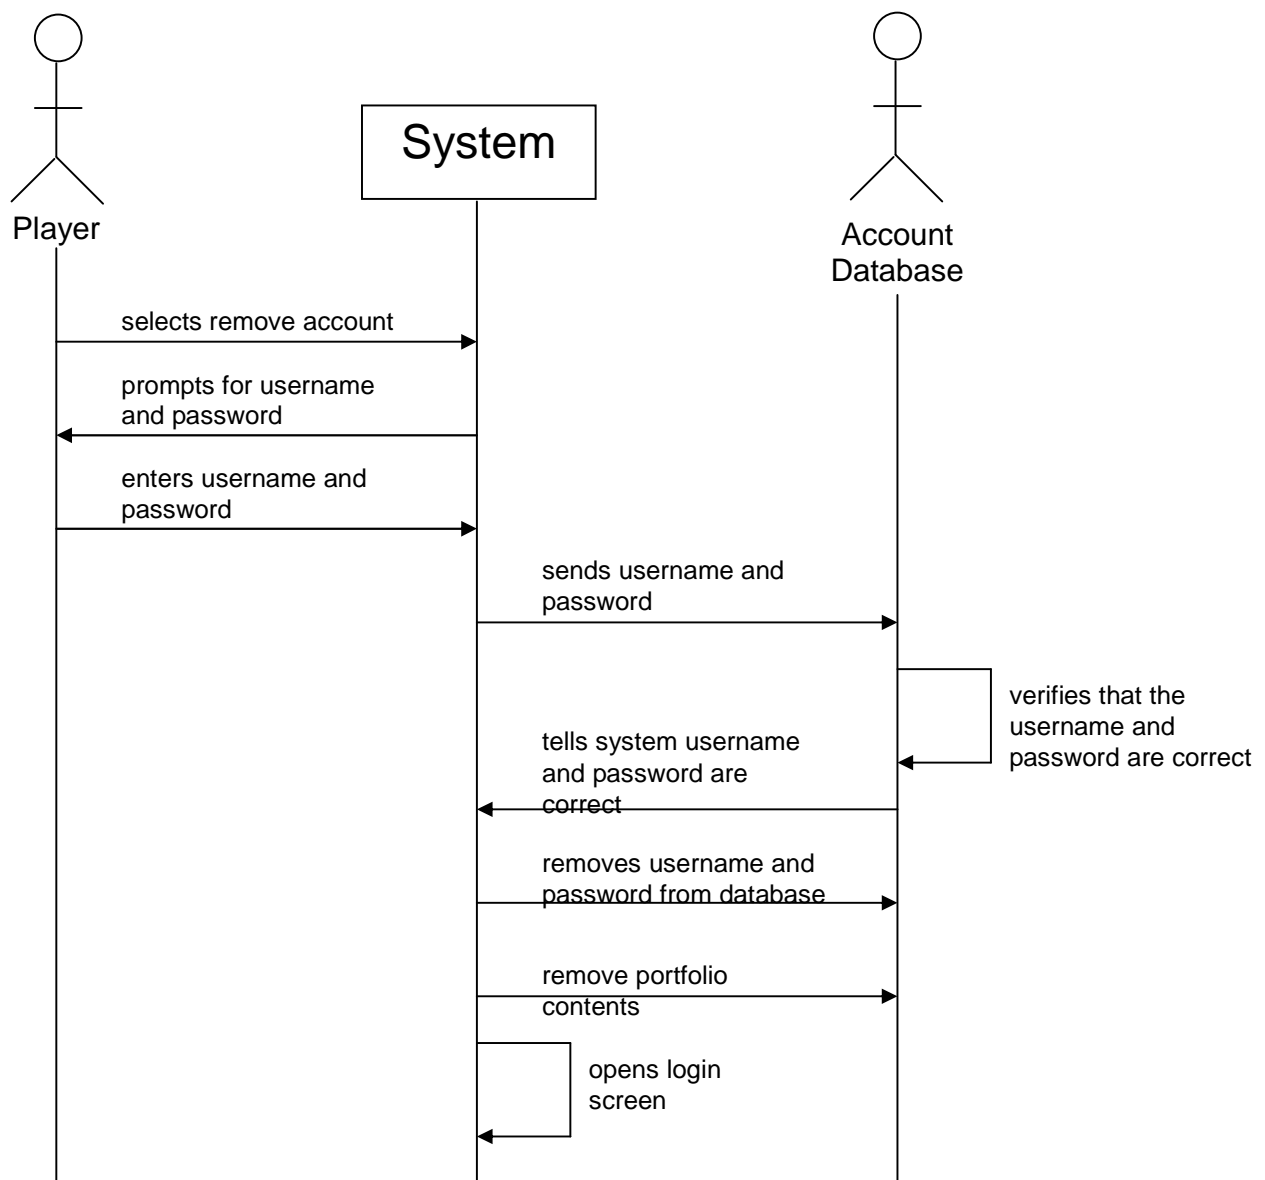 System
Player
Account
Database
selects remove account
prompts for username
and password
enters username and
password
sends username and
password
verifies that the
username and
password are correct
tells system username
and password are
correct
removes username and
password from database
remove portfolio
contents
opens login
screen